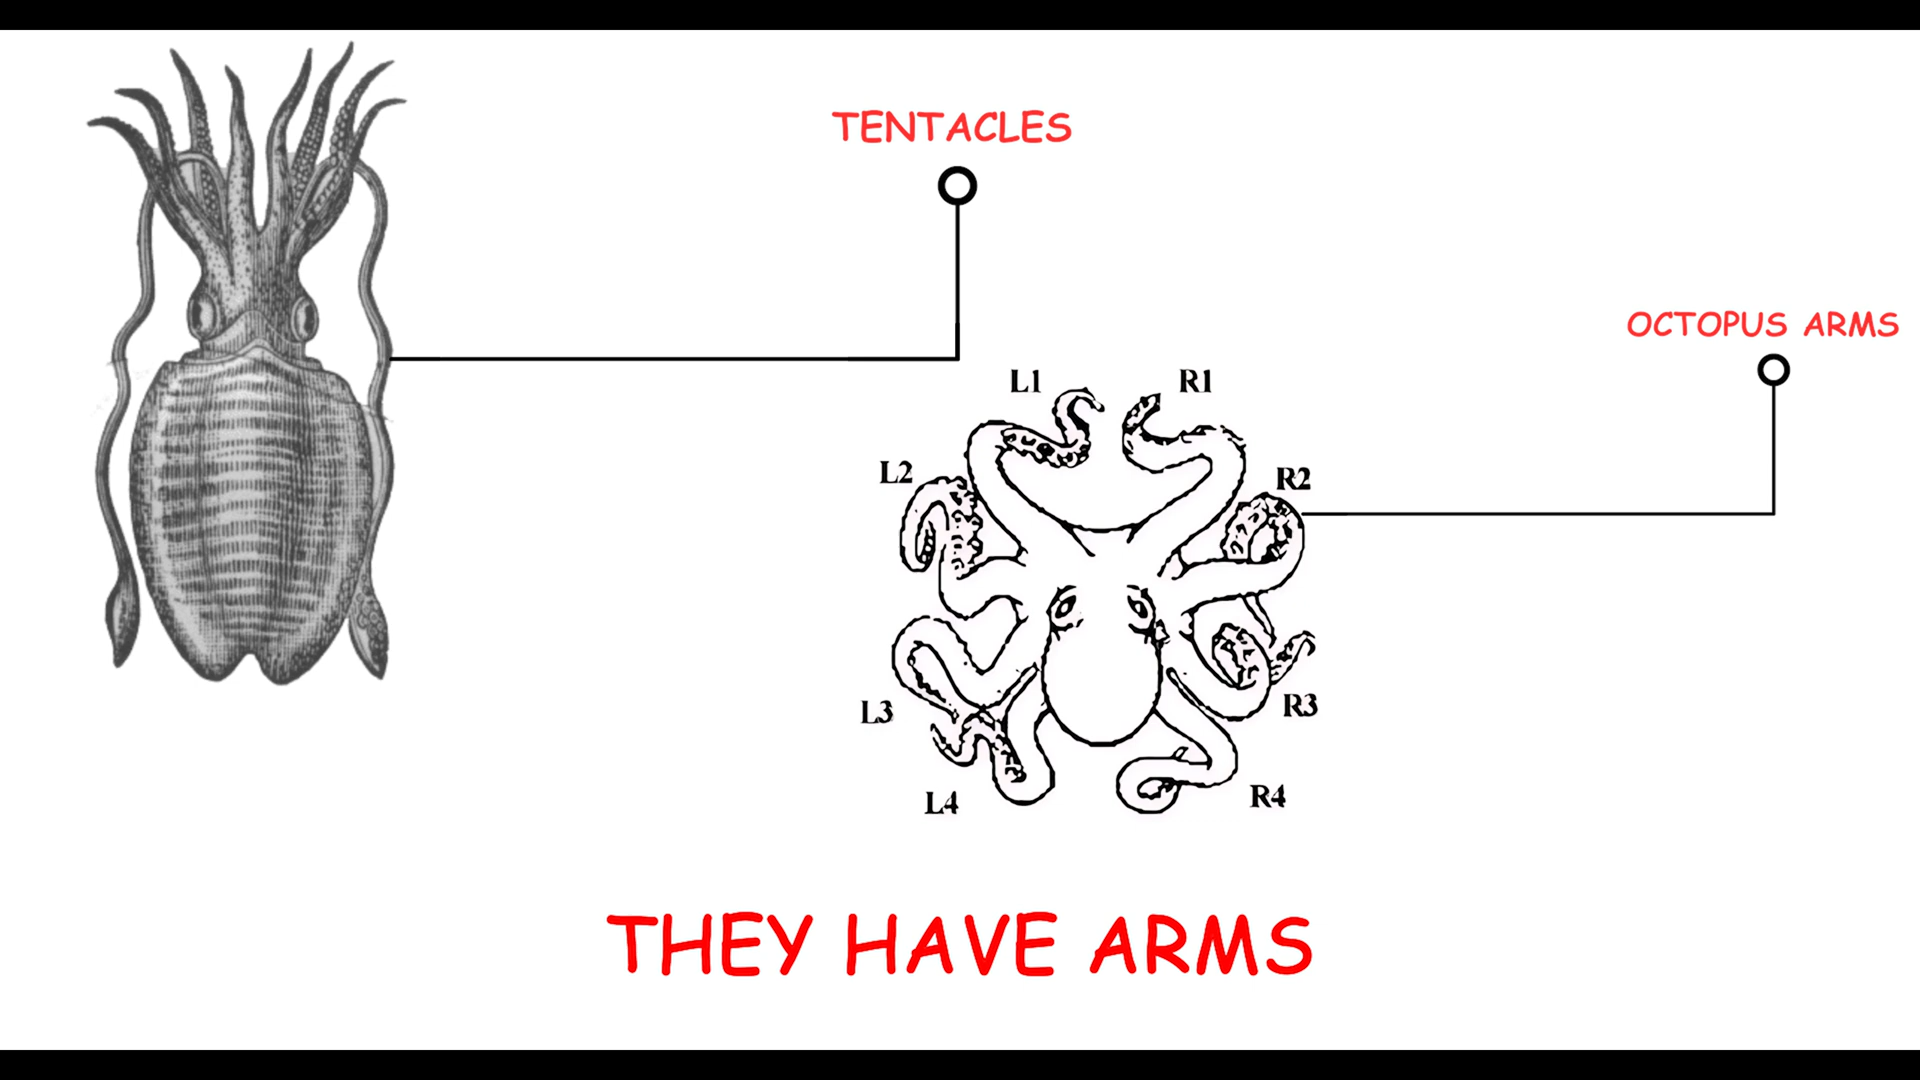 TENTACLES
OCTOPUS ARMS
L1
R1
L2
R2
L3
R3
L4
R4
THEY HAVE ARMS